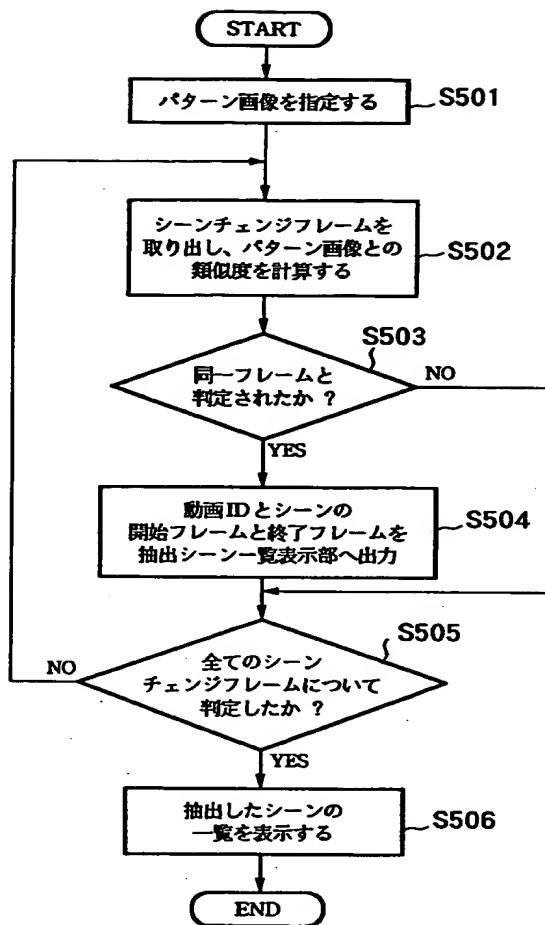 START
パターン画像を指定する
S501
シーンチェンジフレームを
取り出し、パターン画像との
類似度を計算する
S502
S503
同一フレームと
判定されたか ?
NO
YES
動画IDとシーンの
開始フレームと終了フレームを
抽出シーン一覧表示部へ出力
S504
S505
NO
全てのシーン
チェンジフレームについて
判定したか ?
YES
抽出したシーンの
一覧を表示する
S506
END